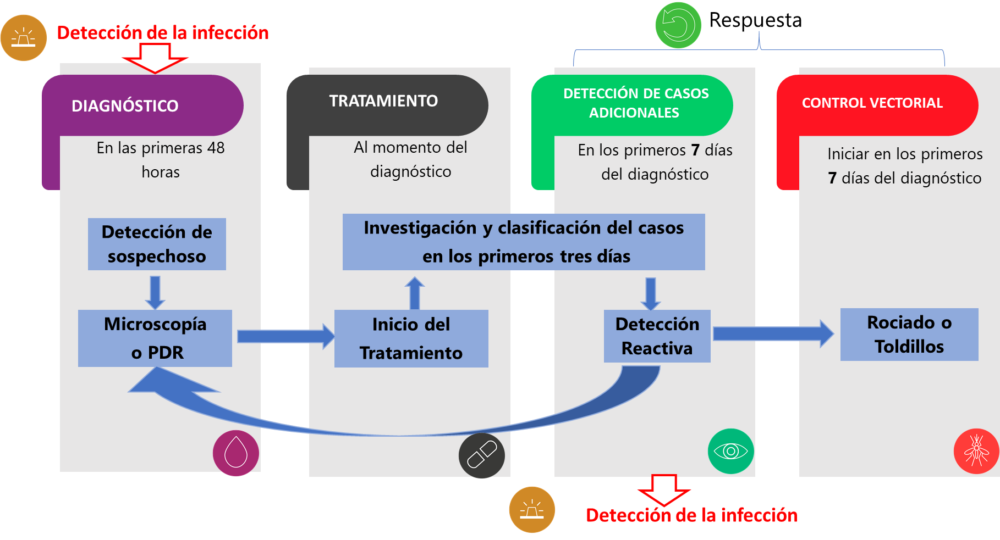 Detección de la infección
Respuesta
DIAGNÓSTICO
En las primeras 48
horas
Detección de
sospechoso
Microscopía
o PDR
TRATAMIENTO
Al momento del
diagnóstico
Investigación y clasificación del casos
en los primeros tres días
Inicio del
Tratamiento
DETECCIÓN DE CASOS
ADICIONALES
En los primeros 7 días
del diagnóstico
Detección
Reactiva
CONTROL VECTORIAL
Iniciar en los primeros
7 días del diagnóstico
Rociado o
Toldillos
Detección de la infección